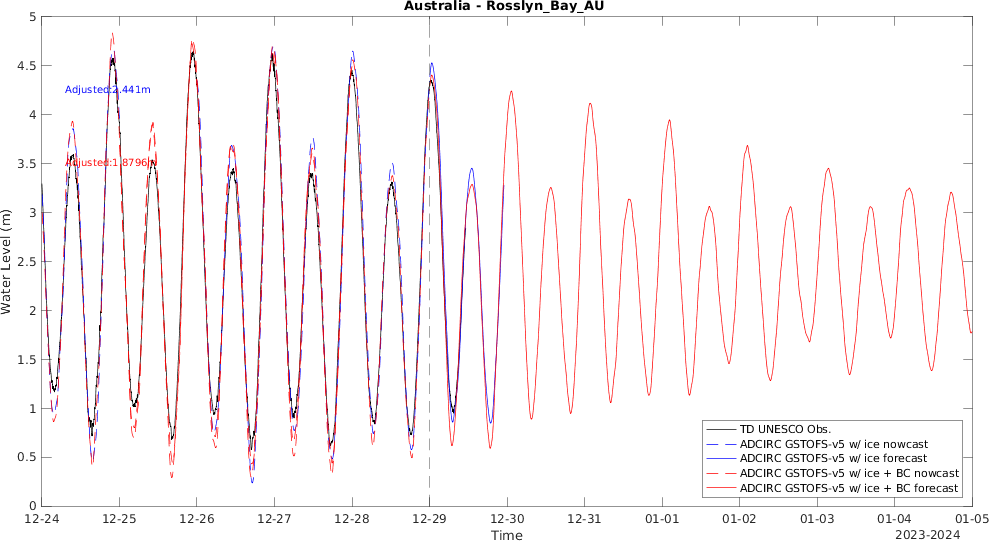 Australia - Rosslyn_Bay_AU
5
4.5
4
3.5
3
2.5
2
1.5
1
0.5
0
Water Level (m)
Adjusted:2.441m
Adjusted:1.8796m
TD UNESCO Obs.
ADCIRC GSTOFS-v5 w/ ice nowcast
ADCIRC GSTOFS-v5 w/ ice forecast
ADCIRC GSTOFS-v5 w/ ice + BC nowcast
ADCIRC GSTOFS-v5 w/ ice + BC forecast
12-24 12-25 12-26 12-27 12-28 12-29 12-30 12-31 01-01 01-02 01-03 01-04 01-05
Time
2023-2024